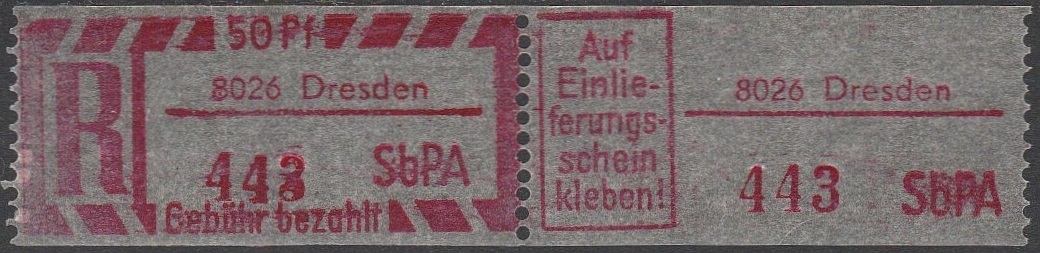 50 Pf
R
8026 Dresden
443 SbPA
Gebühr bezahlt
Auf
Einlie-
ferungs-
schein
kleben!
8026 Dresden
443 SbPA